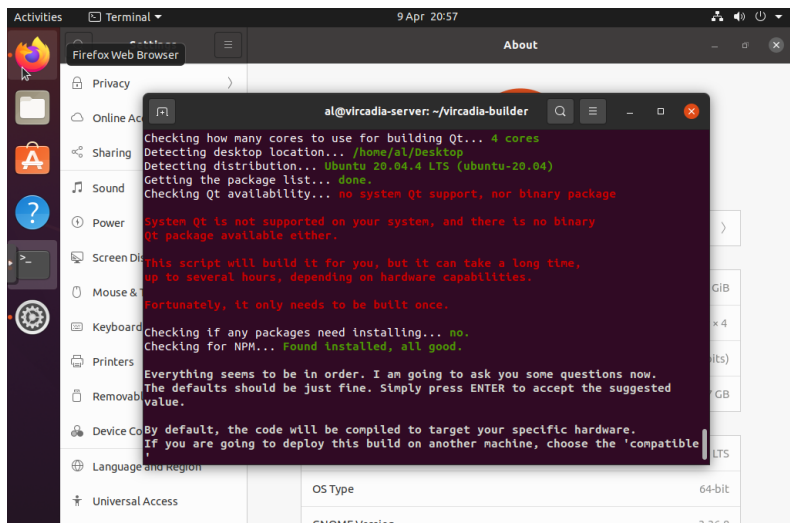 Activities
Terminal
9 Apr 20:57
Firefox Web Browser
About
Privacy
Online Acc
Sharing
Sound
Power
Screen Dis
Mouse & T
Keyboard
Printers
Removabl
Device Co
Language and Region
Universal Access
al@vircadia-server: ~/vircadia-builder
Checking how many cores to use for building Qt... 4 cores
Detecting desktop location... /home/al/Desktop
Detecting distribution... Ubuntu 20.04.4 LTS (ubuntu-20.04)
Getting the package list... done.
Checking Qt availability... no system Qt support, nor binary package
System Qt is not supported on your system, and there is no binary
Qt package available either.
This script will build it for you, but it can take a long time,
up to several hours, depending on hardware capabilities.
Fortunately, it only needs to be built once.
Checking if any packages need installing... no.
Checking for NPM... Found installed, all good.
Everything seems to be in order. I am going to ask you some questions now.
The defaults should be just fine. Simply press ENTER to accept the suggested
value.
By default, the code will be compiled to target your specific hardware.
If you are going to deploy this build on another machine, choose the 'compatible
'
GiB
× 4
bits)
GB
LTS
OS Type
64-bit